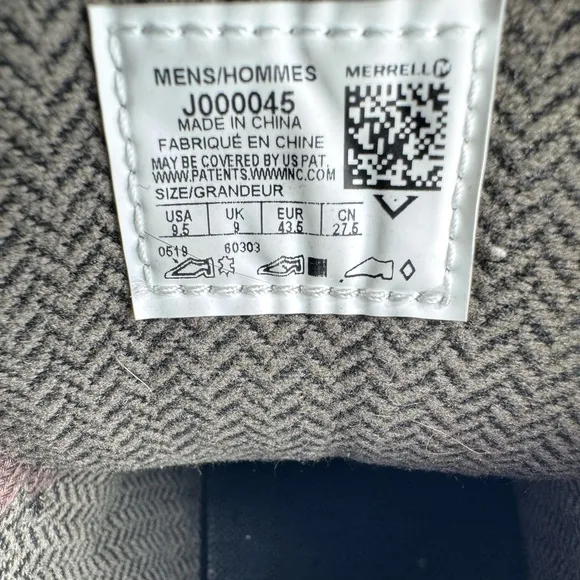 MENS/HOMMES MERRELL
J000045
MADE IN CHINA
FABRIQUÉ EN CHINE
MAY BE COVERED BY US PAT.
WWW.PATENTS.WWWINC.COM
SIZE/GRANDEUR
USA UK EUR CN
9.5 9 43.5 27.5
0519 60303